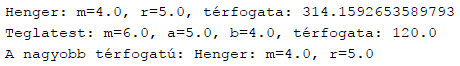 Henger: m=4.0, r=5.0, térfogata: 314.1592653589793
Teglatest: m=6.0, a=5.0, b=4.0, térfogata: 120.0
A nagyobb térfogatú: Henger: m=4.0, r=5.0